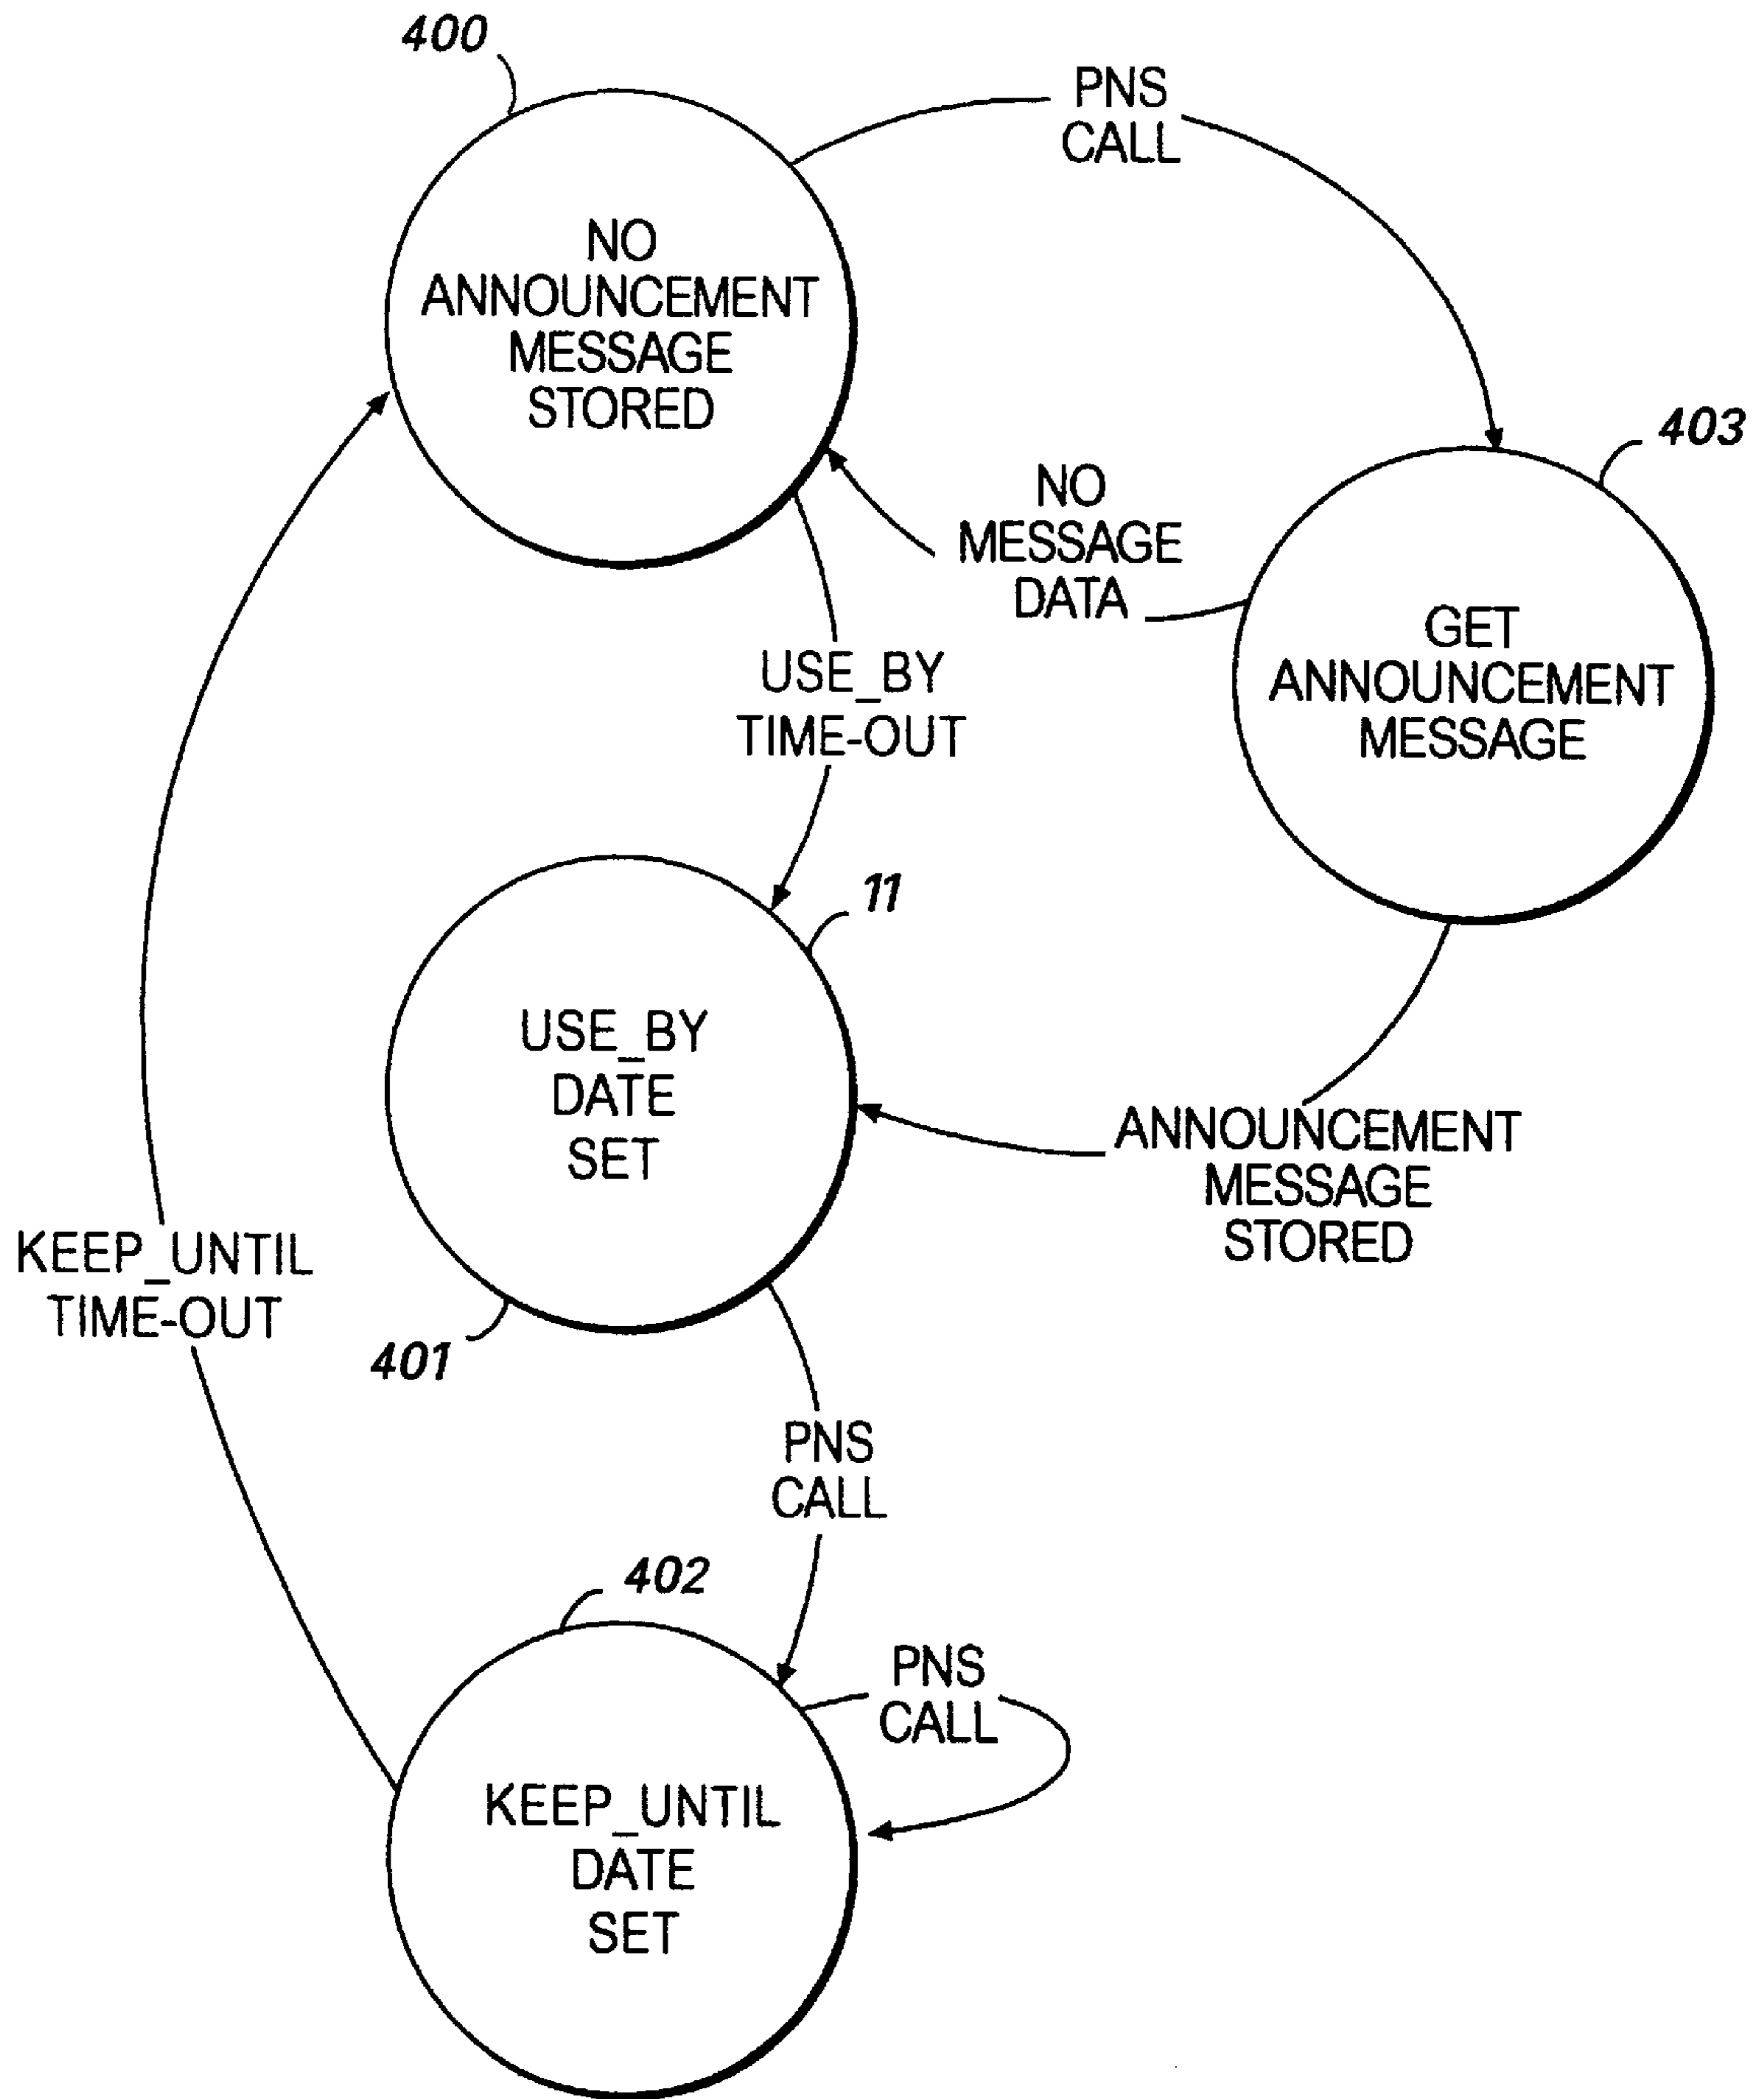 400
PNS
CALL
NO
ANNOUNCEMENT
MESSAGE
STORED
403
NO
MESSAGE
DATA
GET
ANNOUNCEMENT
MESSAGE
USE_BY
TIME-OUT
11
USE_BY
DATE
SET
ANNOUNCEMENT
MESSAGE
STORED
KEEP_UNTIL
TIME-OUT
401
PNS
CALL
402
PNS
CALL
KEEP_UNTIL
DATE
SET